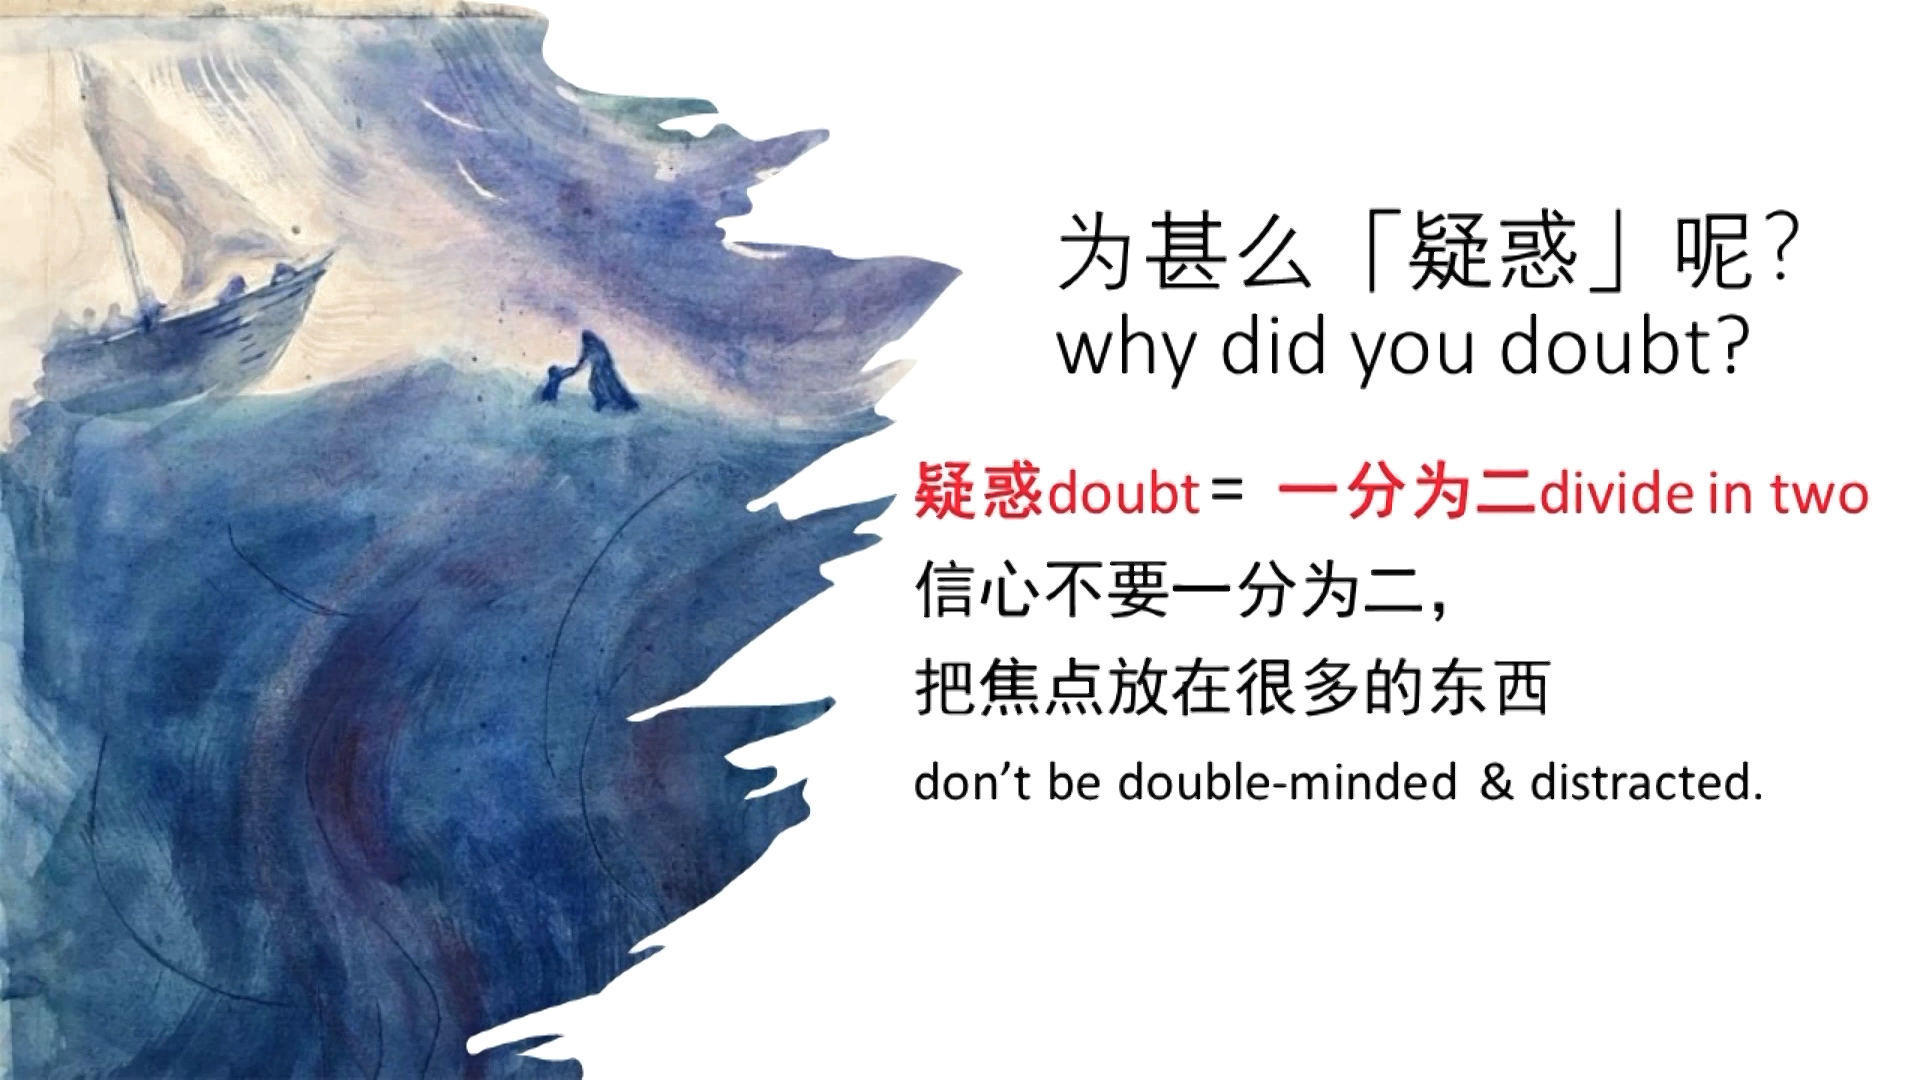 为甚么「疑惑」呢?
why did you doubt?
疑惑doubt= 一分为二divide in two
信心不要一分为二,
把焦点放在很多的东西
don’t be double-minded & distracted.